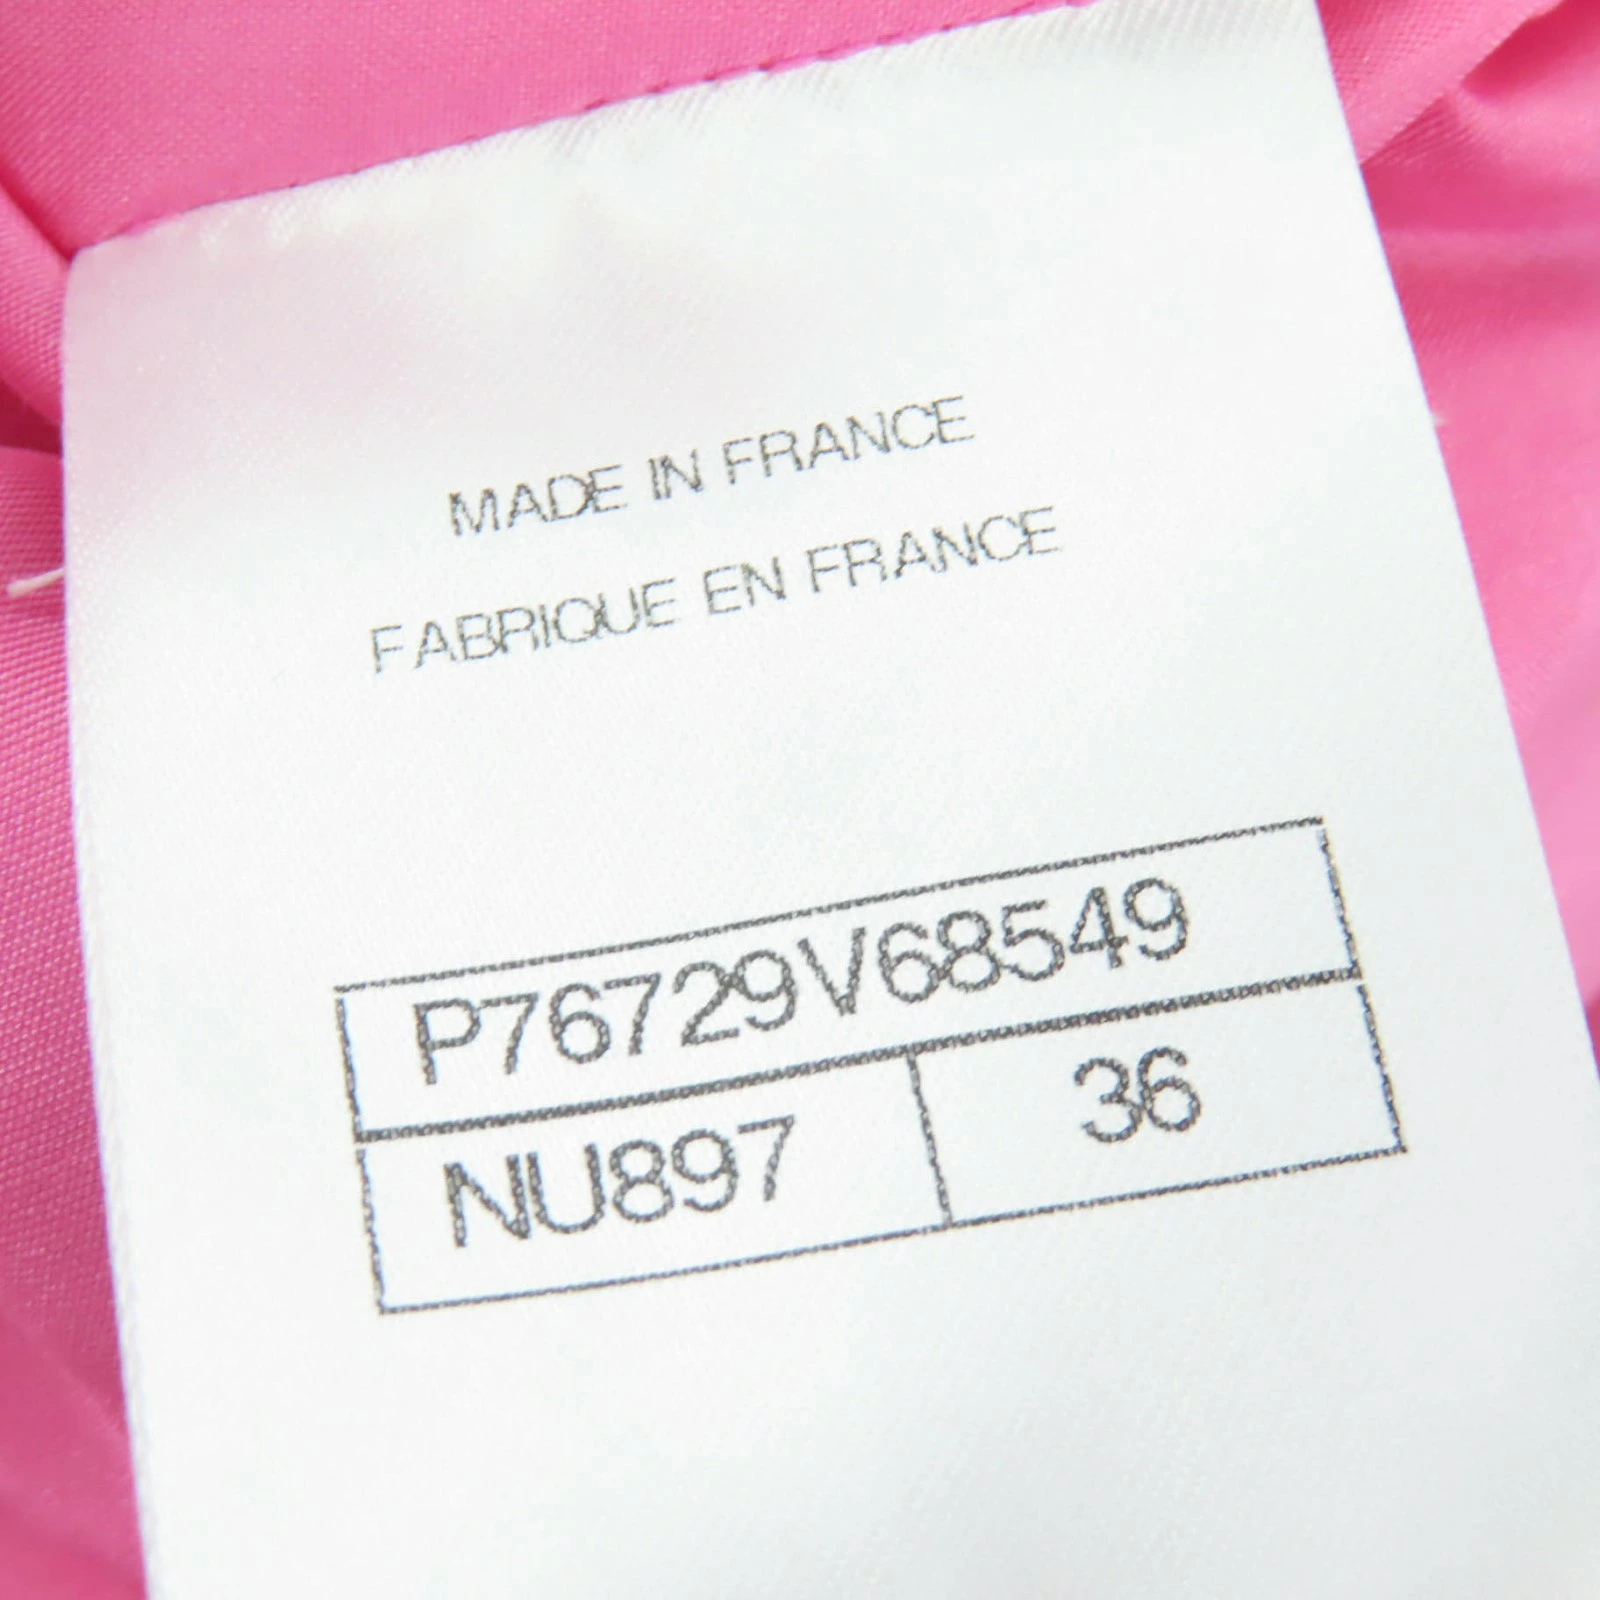 MADE IN FRANCE
FABRIQUE EN FRANCE
P76729V68549
NU897 36